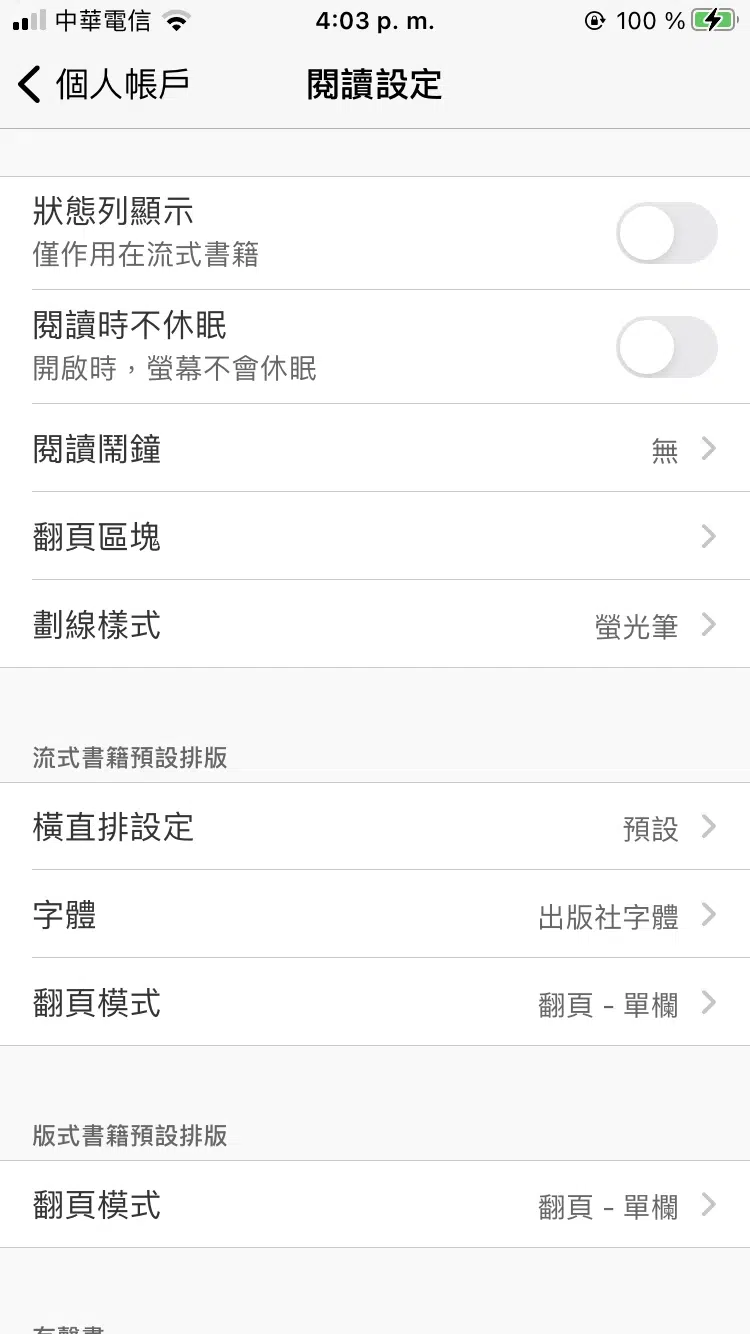 中華電信 4:03 p. m. 100 %
個人帳戶 閱讀設定
狀態列顯示
僅作用在流式書籍
閱讀時不休眠
開啟時，螢幕不會休眠
閱讀鬧鐘 無
翻頁區塊
劃線樣式 螢光筆
流式書籍預設排版
橫直排設定 預設
字體 出版社字體
翻頁模式 翻頁 - 單欄
版式書籍預設排版
翻頁模式 翻頁 - 單欄